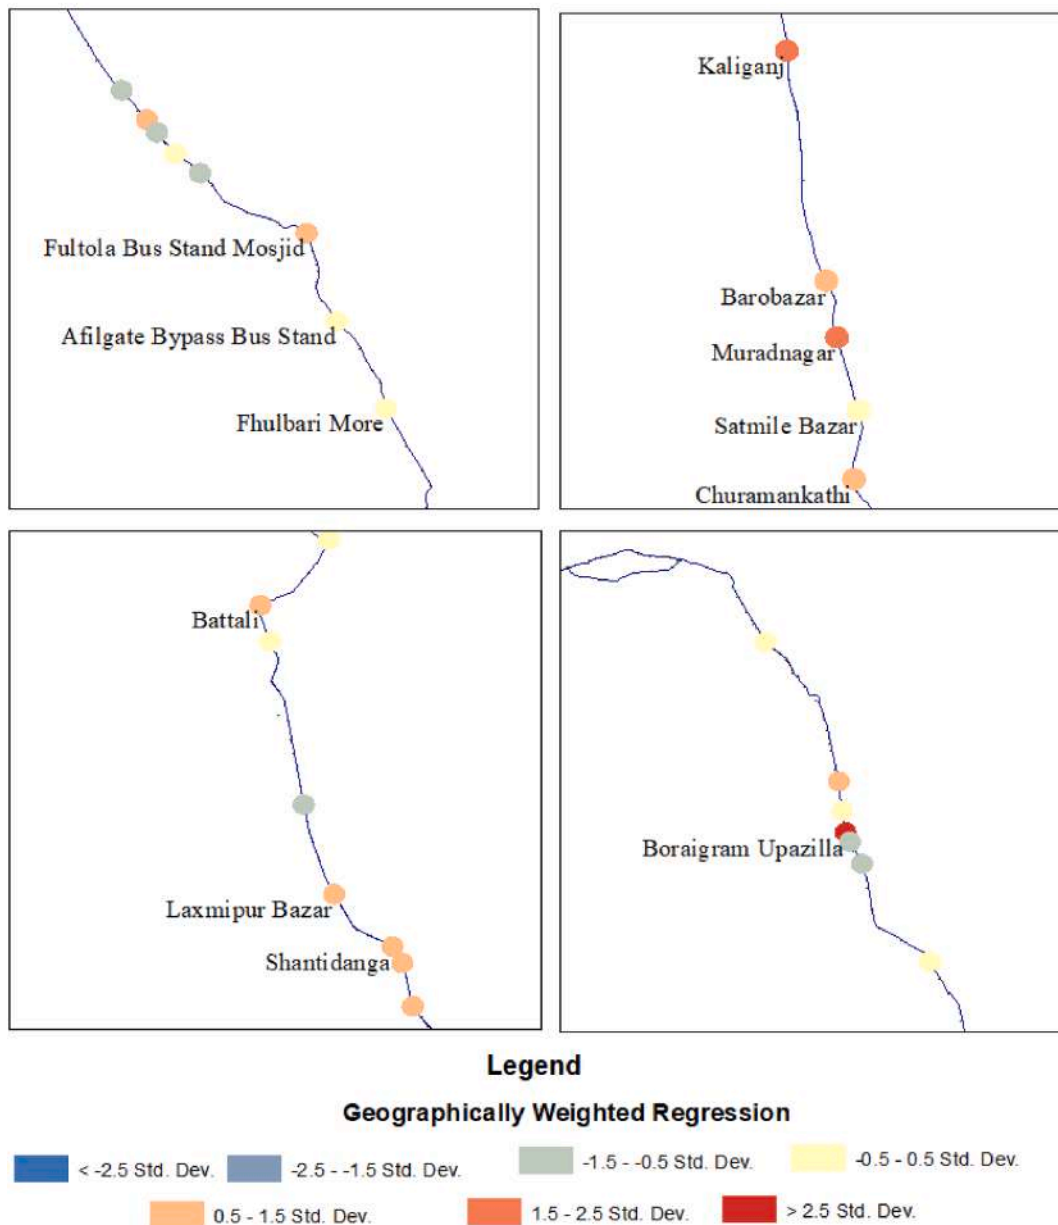 Fultola Bus Stand Mosjid
Afilgate Bypass Bus Stand
Fhulbari More
Kaliganj
Barobazar
Muradnagar
Satmile Bazar
Churamankathi
Battali
Laxmipur Bazar
Shantidanga
Boraigram Upazilla
Legend
Geographically Weighted Regression
< -2.5 Std. Dev.
-2.5 - -1.5 Std. Dev.
-1.5 - -0.5 Std. Dev.
-0.5 - 0.5 Std. Dev.
0.5 - 1.5 Std. Dev.
1.5 - 2.5 Std. Dev.
> 2.5 Std. Dev.